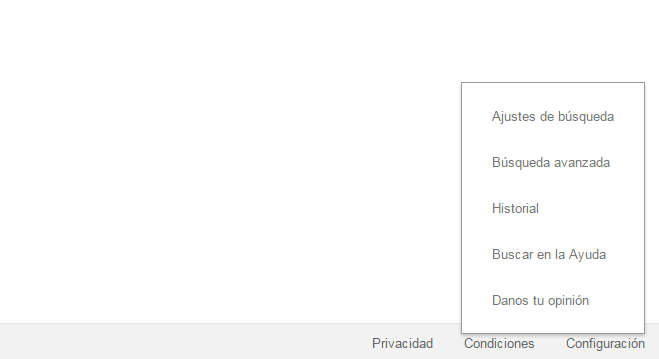 Ajustes de búsqueda
Búsqueda avanzada
Historial
Buscar en la Ayuda
Danos tu opinión
Privacidad Condiciones Configuración